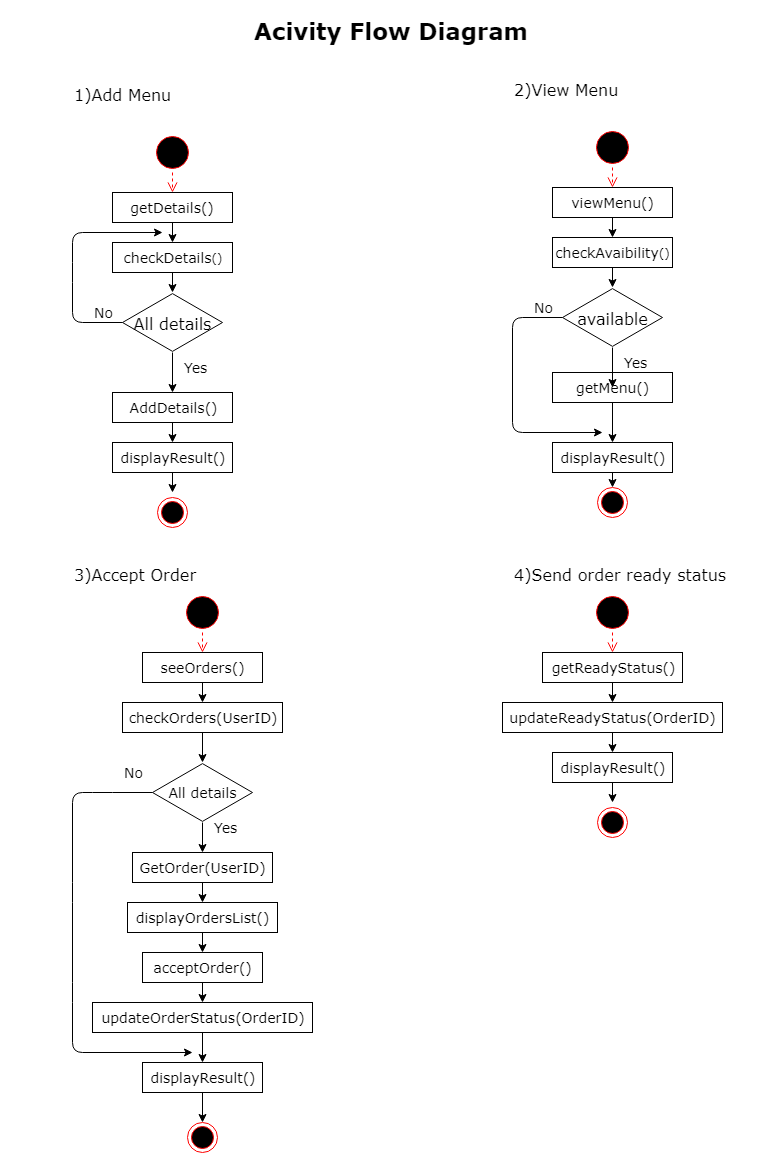 Acivity Flow Diagram
1)Add Menu
getDetails()
checkDetails()
No
All details
Yes
AddDetails()
displayResult()
2)View Menu
viewMenu()
checkAvaibility()
No
available
Yes
getMenu()
displayResult()
3)Accept Order
seeOrders()
checkOrders(UserID)
No
All details
Yes
GetOrder(UserID)
displayOrdersList()
acceptOrder()
updateOrderStatus(OrderID)
displayResult()
4)Send order ready status
getReadyStatus()
updateReadyStatus(OrderID)
displayResult()